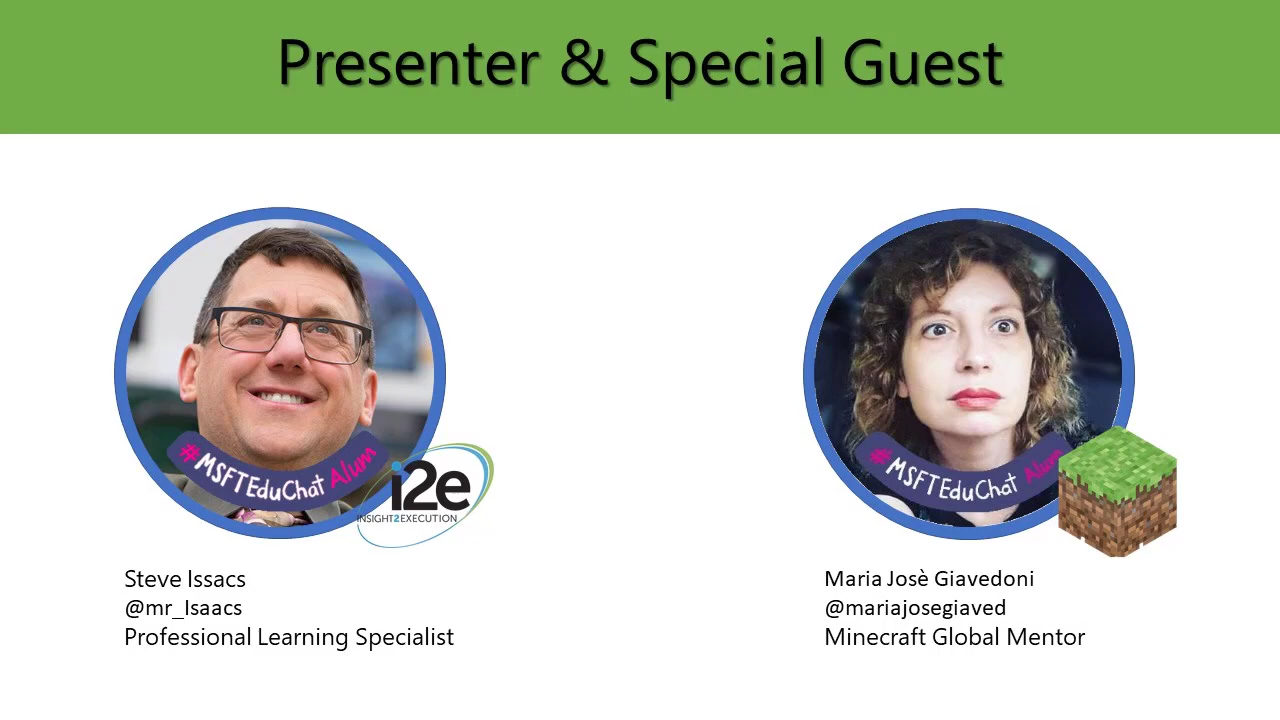 Presenter & Special Guest
#MSFTEduChat Alum
i2e
INSIGHT2EXECUTION
#MSFTEduChat Alum
Steve Issacs
@mr_Isaacs
Professional Learning Specialist
Maria Josè Giavedoni
@mariajosegiaved
Minecraft Global Mentor